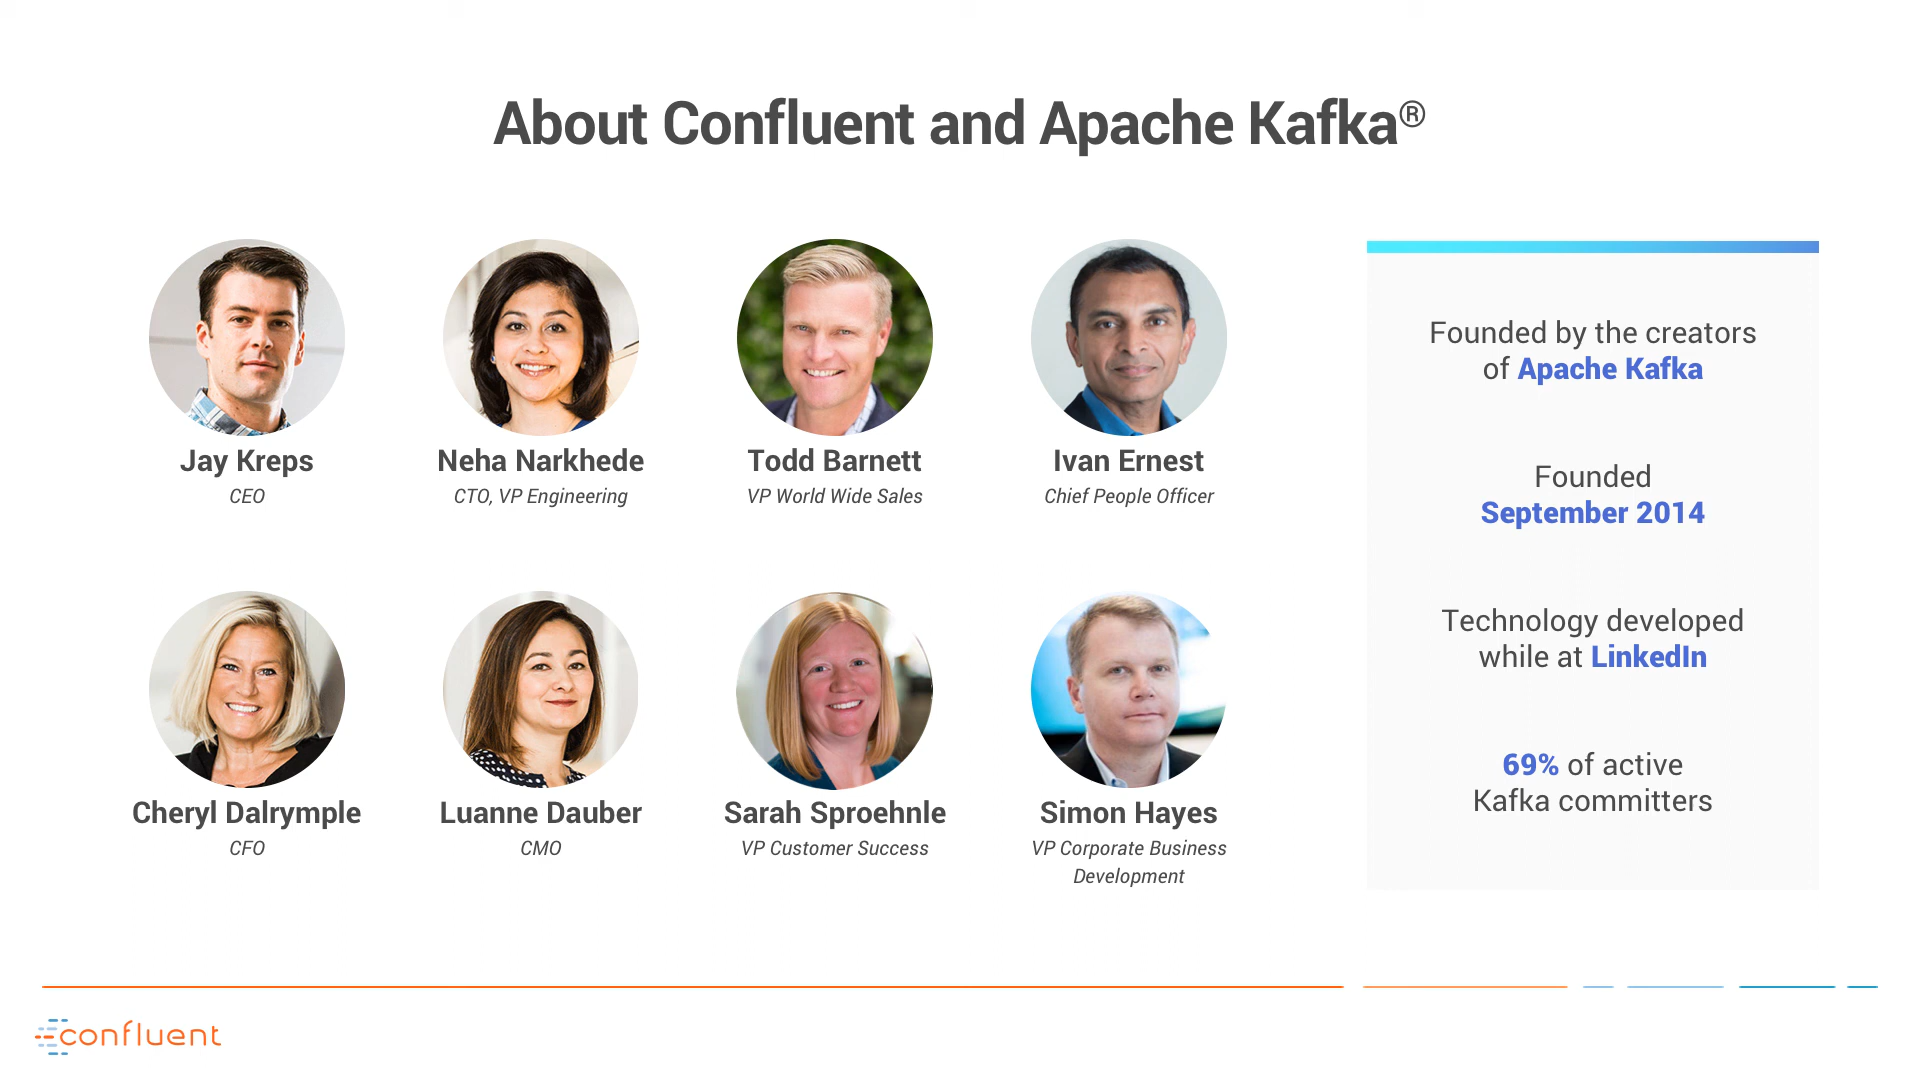 About Confluent and Apache Kafka®
Jay Kreps
CEO
Neha Narkhede
CTO, VP Engineering
Todd Barnett
VP World Wide Sales
Ivan Ernest
Chief People Officer
Cheryl Dalrymple
CFO
Luanne Dauber
CMO
Sarah Sproehnle
VP Customer Success
Simon Hayes
VP Corporate Business
Development
Founded by the creators
of Apache Kafka
Founded
September 2014
Technology developed
while at LinkedIn
69% of active
Kafka committers
confluent